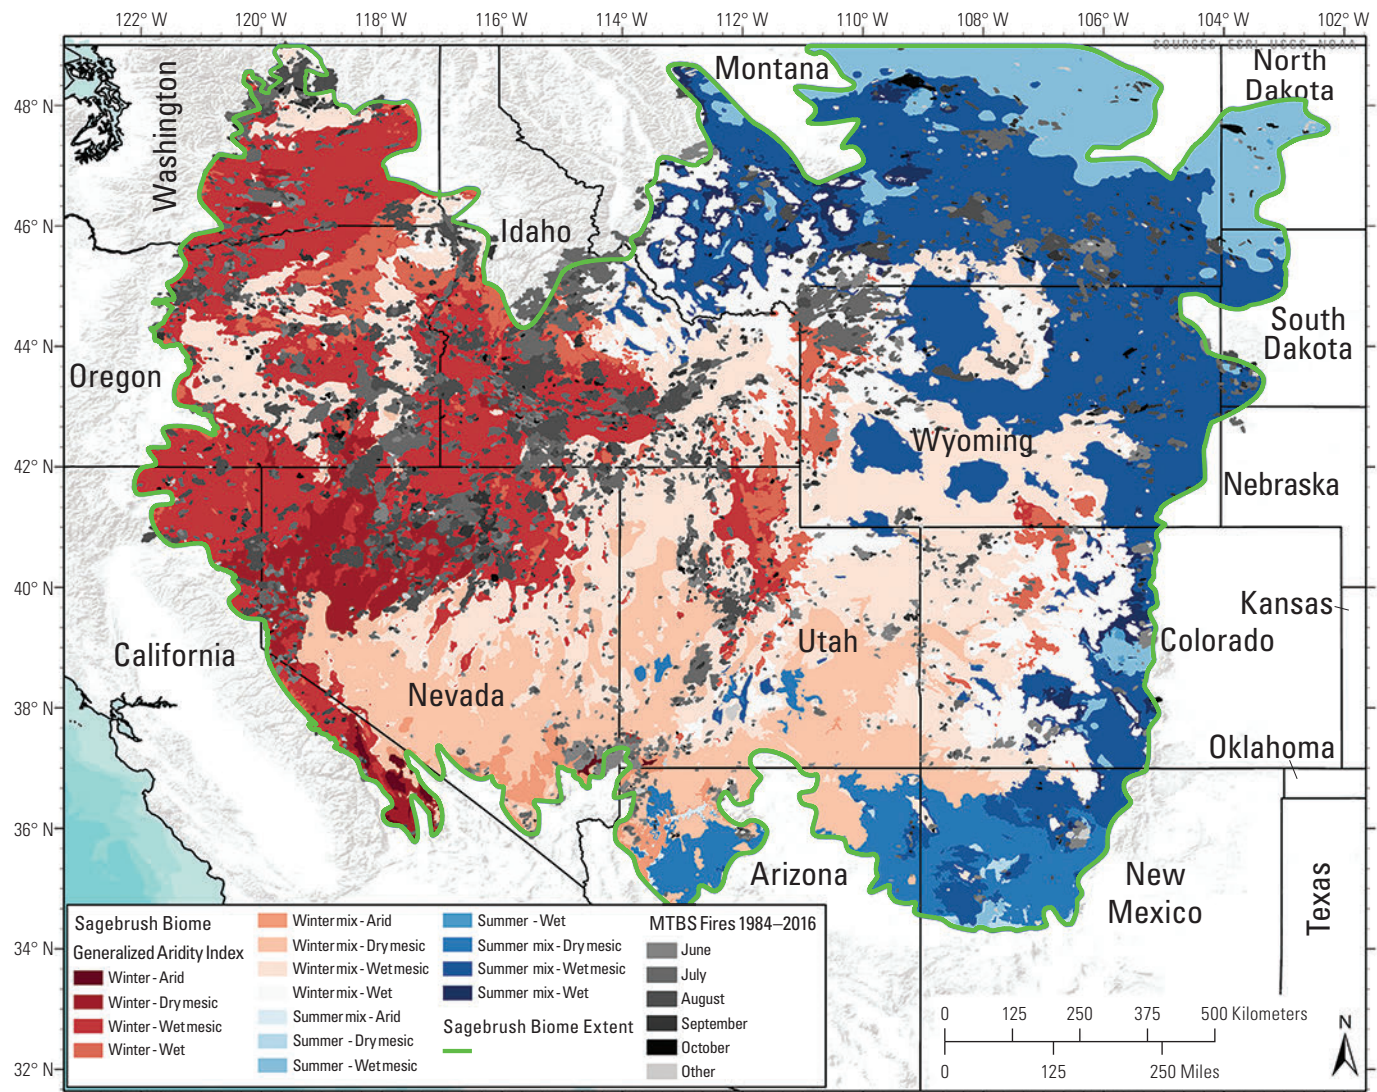 122° W 120° W 118° W 116° W 114° W 112° W 110° W 108° W 106° W 104° W 102° W
48° N
46° N
44° N
42° N
40° N
38° N
36° N
34° N
32° N
Washington
Montana
North
Dakota
Idaho
Oregon
South
Dakota
Wyoming
Nebraska
Kansas
California
Utah
Colorado
Nevada
Oklahoma
Arizona
New
Mexico
Texas
Sagebrush Biome
Generalized Aridity Index
Winter - Arid
Winter - Dry mesic
Winter - Wet mesic
Winter - Wet
Winter mix - Arid
Winter mix - Dry mesic
Winter mix - Wet mesic
Winter mix - Wet
Summer mix - Arid
Summer - Dry mesic
Summer - Wet mesic
Summer - Wet
Summer mix - Dry mesic
Summer mix - Wet mesic
Summer mix - Wet
Sagebrush Biome Extent
MTBS Fires 1984–2016
June
July
August
September
October
Other
0 125 250 375 500 Kilometers
0 125 250 Miles
N